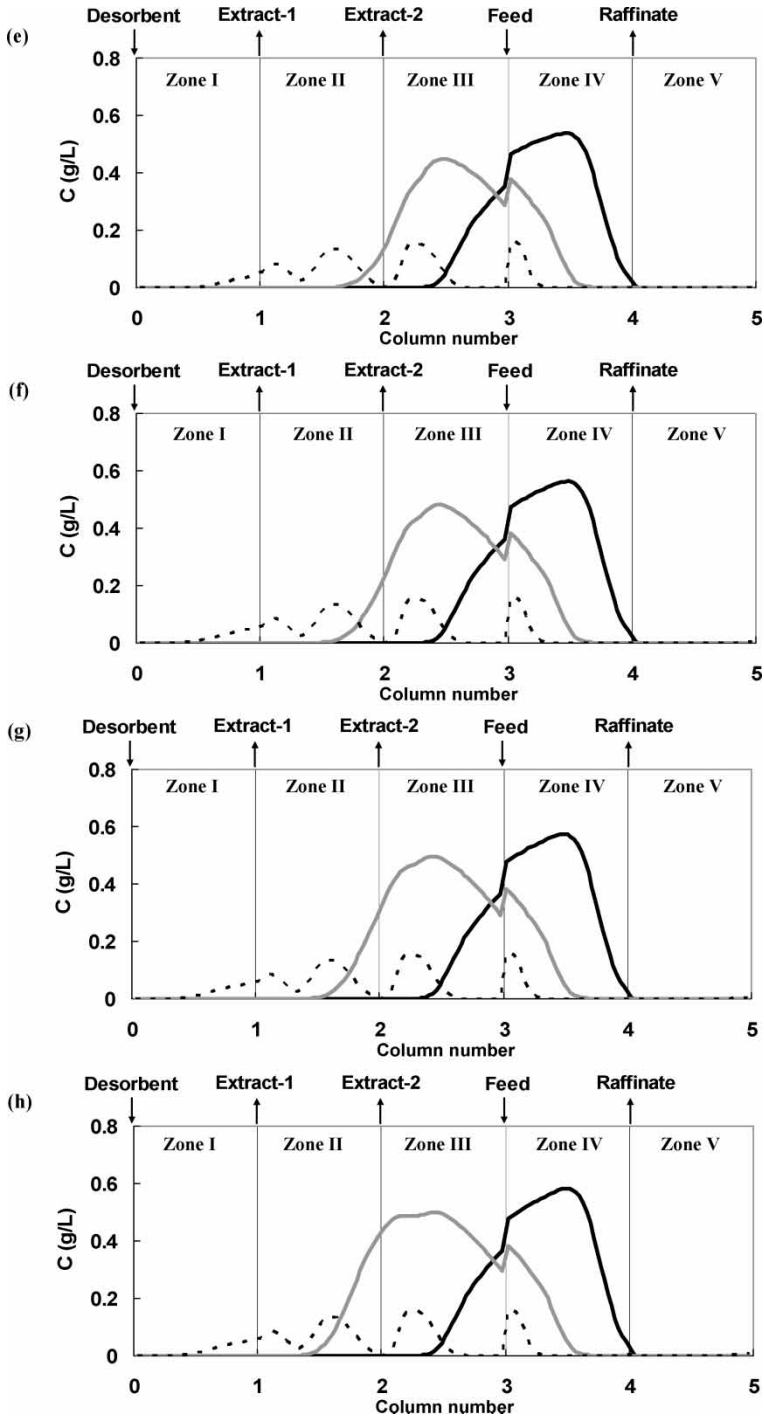 Desorbent Extract-1 Extract-2 Feed Raffinate
(e)
0.8
Zone I Zone II Zone III Zone IV Zone V
0.6
C (g/L)
0.4
0.2
0
0 1 2 3 4 5
Column number
Desorbent Extract-1 Extract-2 Feed Raffinate
(f)
0.8
Zone I Zone II Zone III Zone IV Zone V
0.6
C (g/L)
0.4
0.2
0
0 1 2 3 4 5
Column number
Desorbent Extract-1 Extract-2 Feed Raffinate
(g)
0.8
Zone I Zone II Zone III Zone IV Zone V
0.6
C (g/L)
0.4
0.2
0
0 1 2 3 4 5
Column number
Desorbent Extract-1 Extract-2 Feed Raffinate
(h)
0.8
Zone I Zone II Zone III Zone IV Zone V
0.6
C (g/L)
0.4
0.2
0
0 1 2 3 4 5
Column number